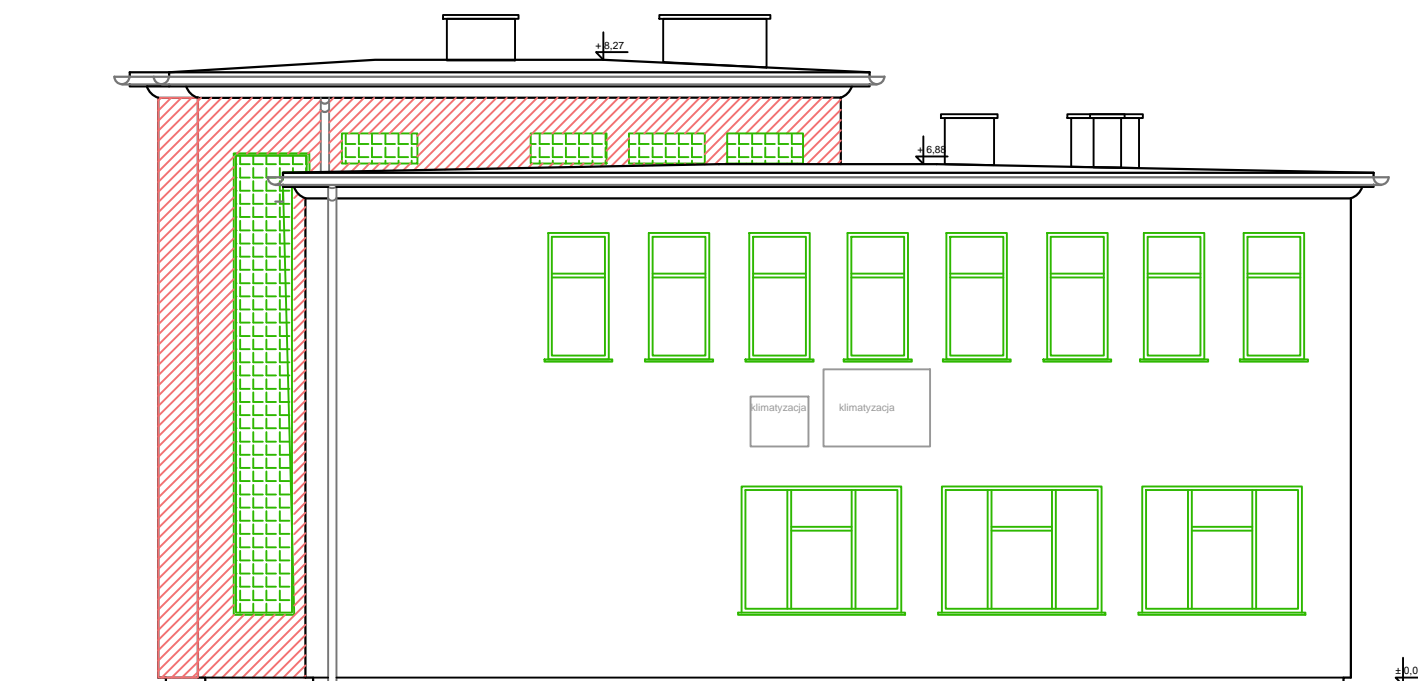 + 8,27
+ 6,88
klimatyzacja
klimatyzacja
± 0,0